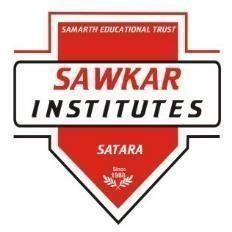 SAMARTH EDUCATIONAL TRUST
SAWKAR
INSTITUTES
SATARA
Since
1988